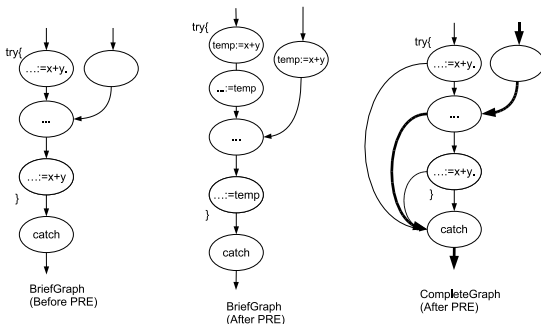 try{
...:=x+y.
...
...:=x+y
}
catch
BriefGraph
(Before PRE)
try{
temp:=x+y
temp:=x+y
...:=temp
...
...:=temp
}
catch
BriefGraph
(After PRE)
try{
...:=x+y.
...
...:=x+y.
}
catch
CompleteGraph
(After PRE)